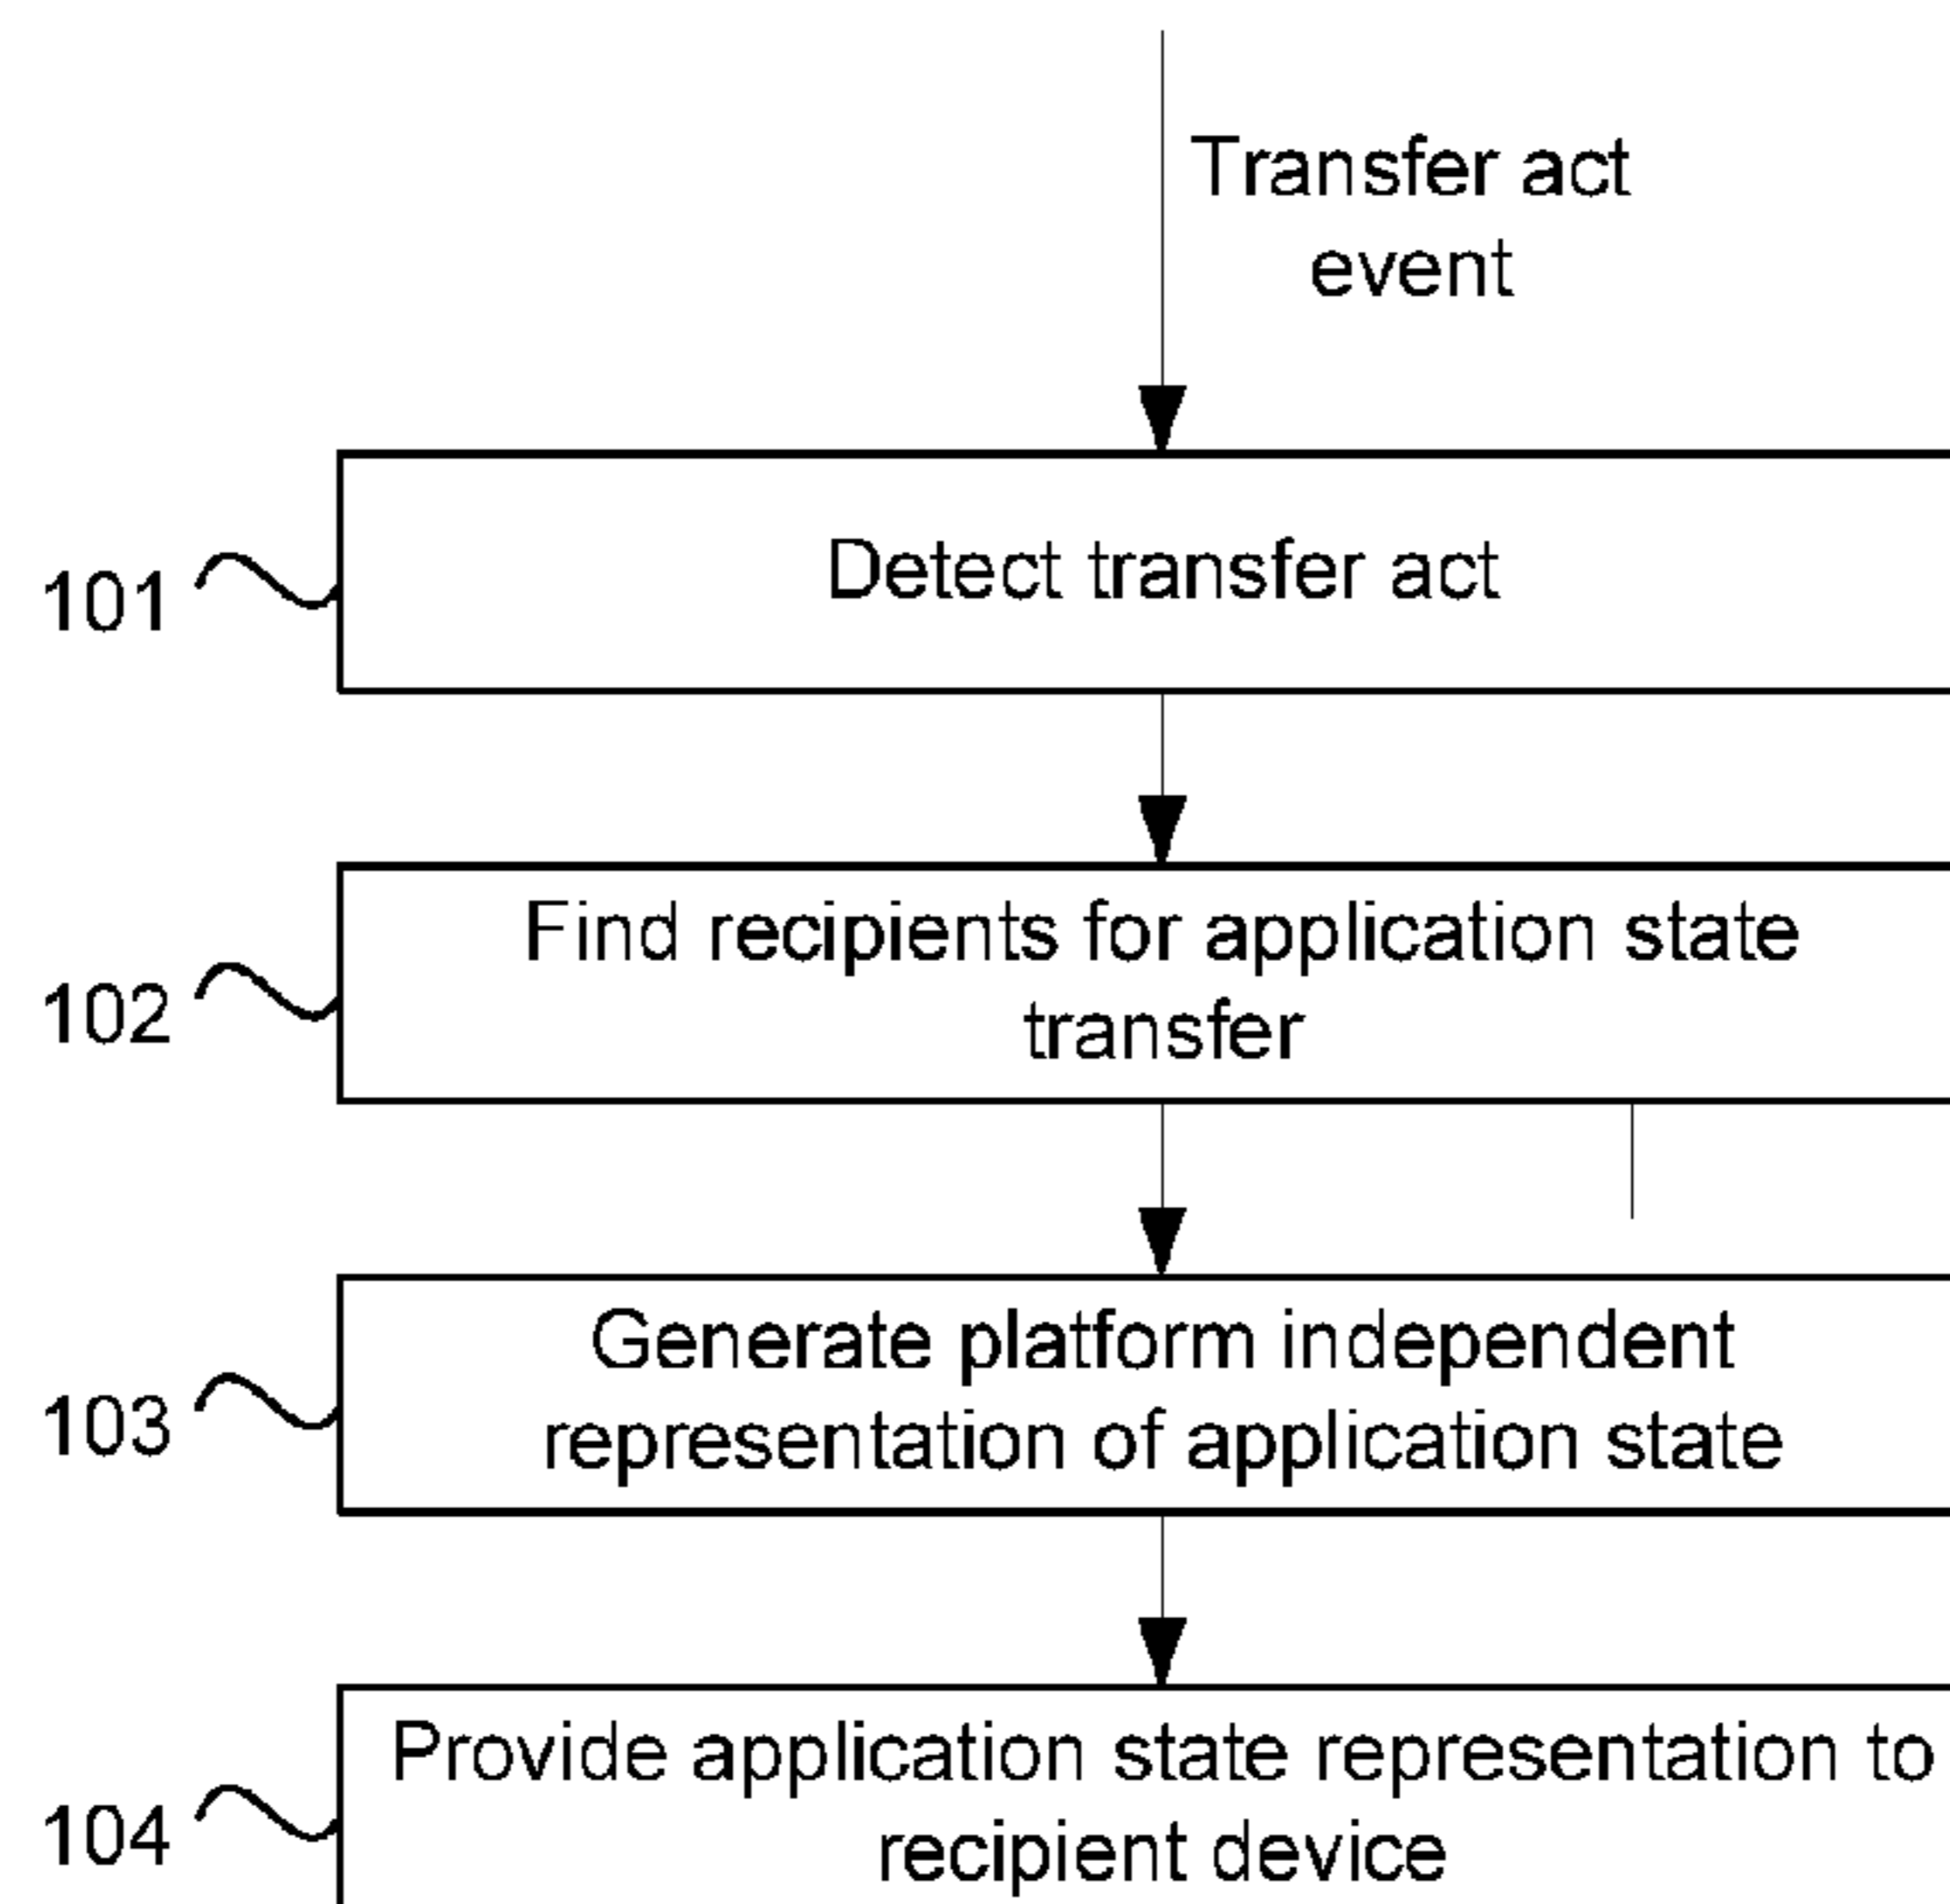 Transfer act
event
Detect transfer act
101
Find recipients for application state
transfer
102
Generate platform independent
representation of application state
103
Provide application state representation to
recipient device
104